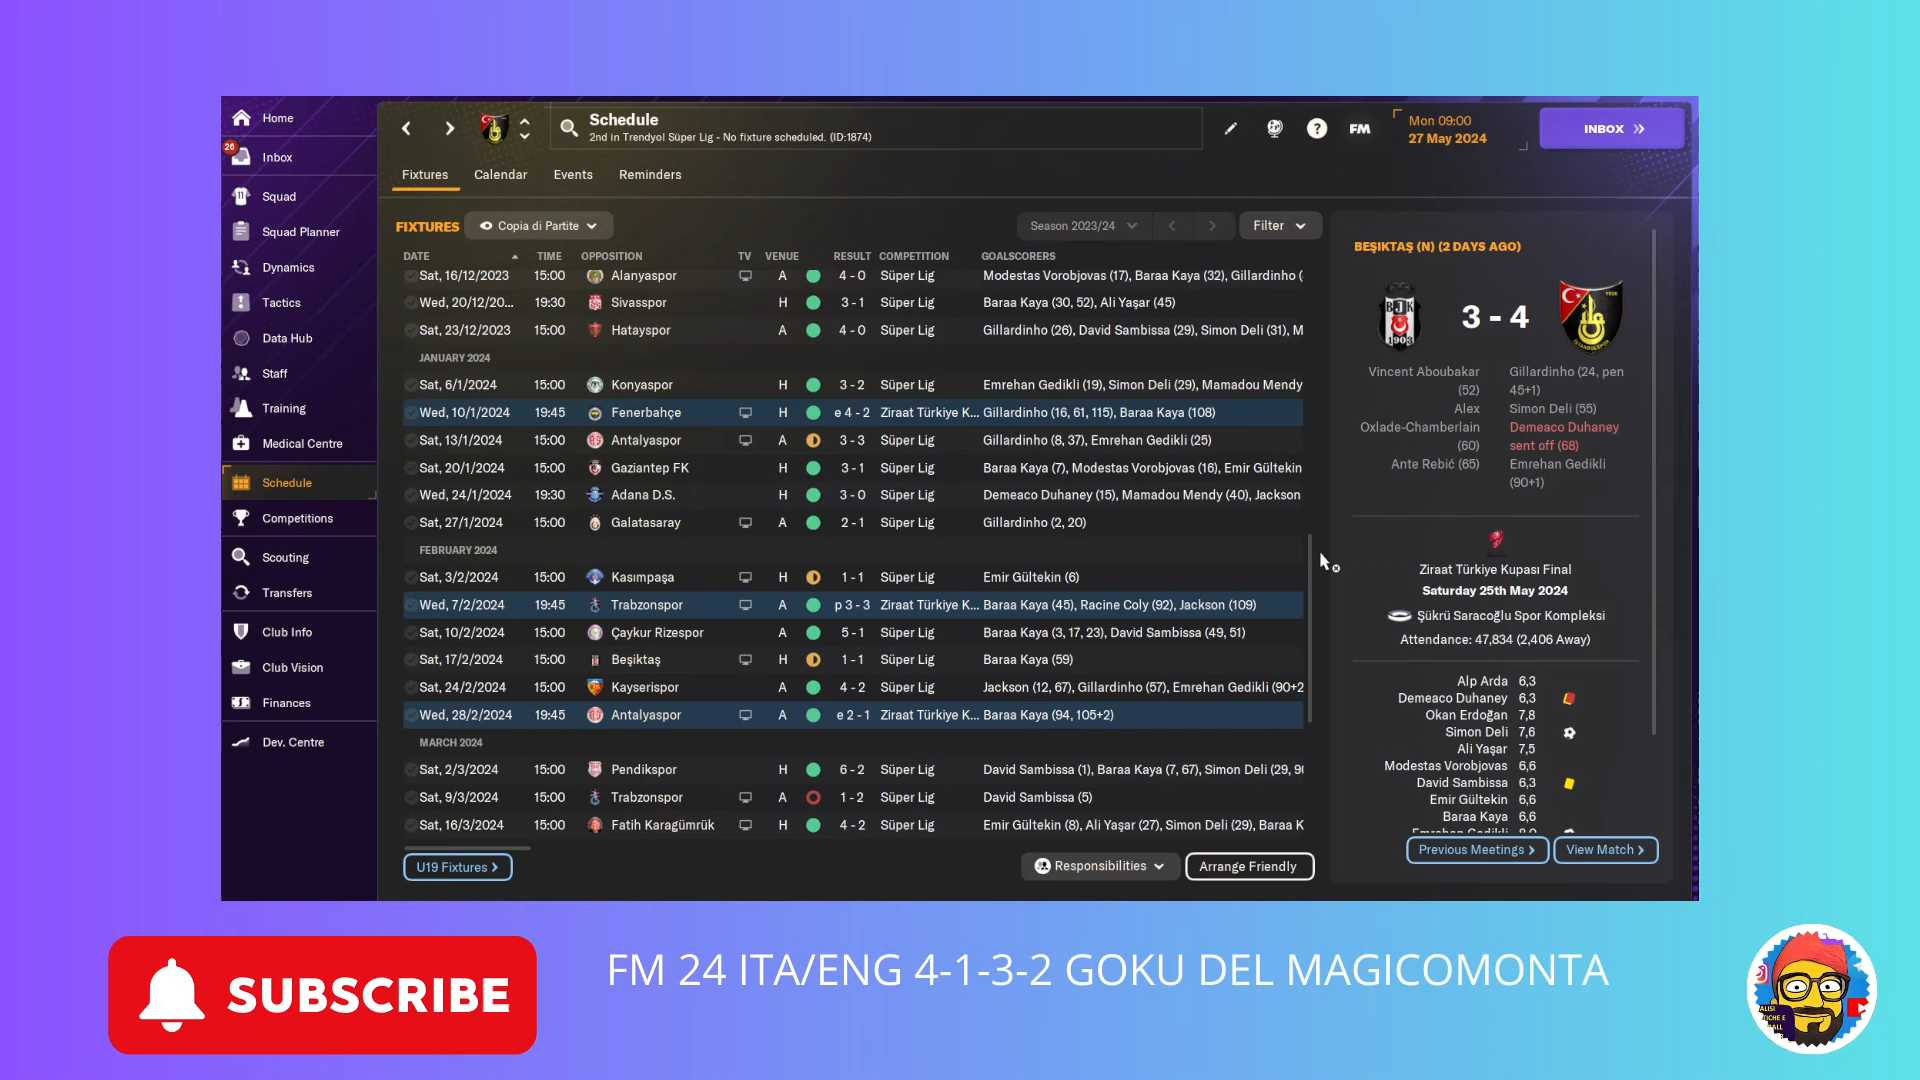 Home
26
Inbox
Squad
Squad Planner
Dynamics
Tactics
Data Hub
Staff
Training
Medical Centre
Schedule
Competitions
Scouting
Transfers
Club Info
Club Vision
Finances
Dev. Centre
Schedule
2nd in Trendyol Süper Lig - No fixture scheduled. (ID:1874)
FM
Mon 09:00
27 May 2024
INBOX
Fixtures Calendar Events Reminders
FIXTURES Copia di Partite Season 2023/24 Filter
DATE TIME OPPOSITION TV VENUE RESULT COMPETITION GOALSCORERS
Sat, 16/12/2023 15:00 Alanyaspor A 4 - 0 Süper Lig Modestas Vorobjovas (17), Baraa Kaya (32), Gillardinho (
Wed, 20/12/20... 19:30 Sivasspor H 3 - 1 Süper Lig Baraa Kaya (30, 52), Ali Yaşar (45)
Sat, 23/12/2023 15:00 Hatayspor A 4 - 0 Süper Lig Gillardinho (26), David Sambissa (29), Simon Deli (31), M
JANUARY 2024
Sat, 6/1/2024 15:00 Konyaspor H 3 - 2 Süper Lig Emrehan Gedikli (19), Simon Deli (29), Mamadou Mendy
Wed, 10/1/2024 19:45 Fenerbahçe H e 4 - 2 Ziraat Türkiye K... Gillardinho (16, 61, 115), Baraa Kaya (108)
Sat, 13/1/2024 15:00 Antalyaspor A 3 - 3 Süper Lig Gillardinho (8, 37), Emrehan Gedikli (25)
Sat, 20/1/2024 15:00 Gaziantep FK H 3 - 1 Süper Lig Baraa Kaya (7), Modestas Vorobjovas (16), Emir Gültekin
Wed, 24/1/2024 19:30 Adana D.S. H 3 - 0 Süper Lig Demeaco Duhaney (15), Mamadou Mendy (40), Jackson
Sat, 27/1/2024 15:00 Galatasaray A 2 - 1 Süper Lig Gillardinho (2, 20)
FEBRUARY 2024
Sat, 3/2/2024 15:00 Kasımpaşa H 1 - 1 Süper Lig Emir Gültekin (6)
Wed, 7/2/2024 19:45 Trabzonspor A p 3 - 3 Ziraat Türkiye K... Baraa Kaya (45), Racine Coly (92), Jackson (109)
Sat, 10/2/2024 15:00 Çaykur Rizespor A 5 - 1 Süper Lig Baraa Kaya (3, 17, 23), David Sambissa (49, 51)
Sat, 17/2/2024 15:00 Beşiktaş H 1 - 1 Süper Lig Baraa Kaya (59)
Sat, 24/2/2024 15:00 Kayserispor A 4 - 2 Süper Lig Jackson (12, 67), Gillardinho (57), Emrehan Gedikli (90+2
Wed, 28/2/2024 19:45 Antalyaspor A e 2 - 1 Ziraat Türkiye K... Baraa Kaya (94, 105+2)
MARCH 2024
Sat, 2/3/2024 15:00 Pendikspor H 6 - 2 Süper Lig David Sambissa (1), Baraa Kaya (7, 67), Simon Deli (29, 90
Sat, 9/3/2024 15:00 Trabzonspor A 1 - 2 Süper Lig David Sambissa (5)
Sat, 16/3/2024 15:00 Fatih Karagümrük H 4 - 2 Süper Lig Emir Gültekin (8), Ali Yaşar (27), Simon Deli (29), Baraa K
U19 Fixtures Responsibilities Arrange Friendly
BEŞIKTAŞ (N) (2 DAYS AGO)
BJK
1903
3 - 4
Vincent Aboubakar
(52)
Alex
Oxlade-Chamberlain
(60)
Ante Rebić (65)
Gillardinho (24, pen
45+1)
Simon Deli (55)
Demeaco Duhaney
sent off (68)
Emrehan Gedikli
(90+1)
Ziraat Türkiye Kupası Final
Saturday 25th May 2024
Şükrü Saracoğlu Spor Kompleksi
Attendance: 47,834 (2,406 Away)
Alp Arda 6,3
Demeaco Duhaney 6,3
Okan Erdoğan 7,8
Simon Deli 7,6
Ali Yaşar 7,5
Modestas Vorobjovas 6,6
David Sambissa 6,3
Emir Gültekin 6,6
Baraa Kaya 6,6
Emrehan Gedikli 8,0
Previous Meetings View Match
SUBSCRIBE
FM 24 ITA/ENG 4-1-3-2 GOKU DEL MAGICOMONTA